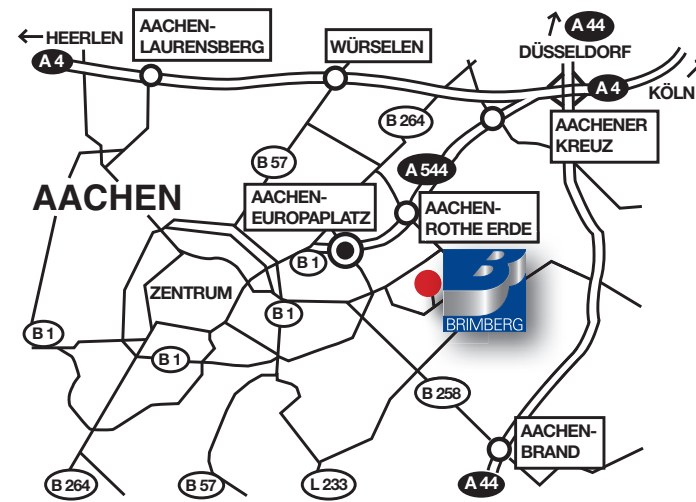 A 44
AACHEN-
LAURENSBERG
← HEERLEN
WÜRSELEN
DÜSSELDORF
A 4
A 4
KÖLN
B 264
AACHENER
KREUZ
B 57
A 544
AACHEN
AACHEN-
EUROPAPLATZ
AACHEN-
ROTHE ERDE
B 1
ZENTRUM
B 1
BRIMBERG
B 1
B 1
B 258
AACHEN-
BRAND
B 264
B 57
L 233
A 44